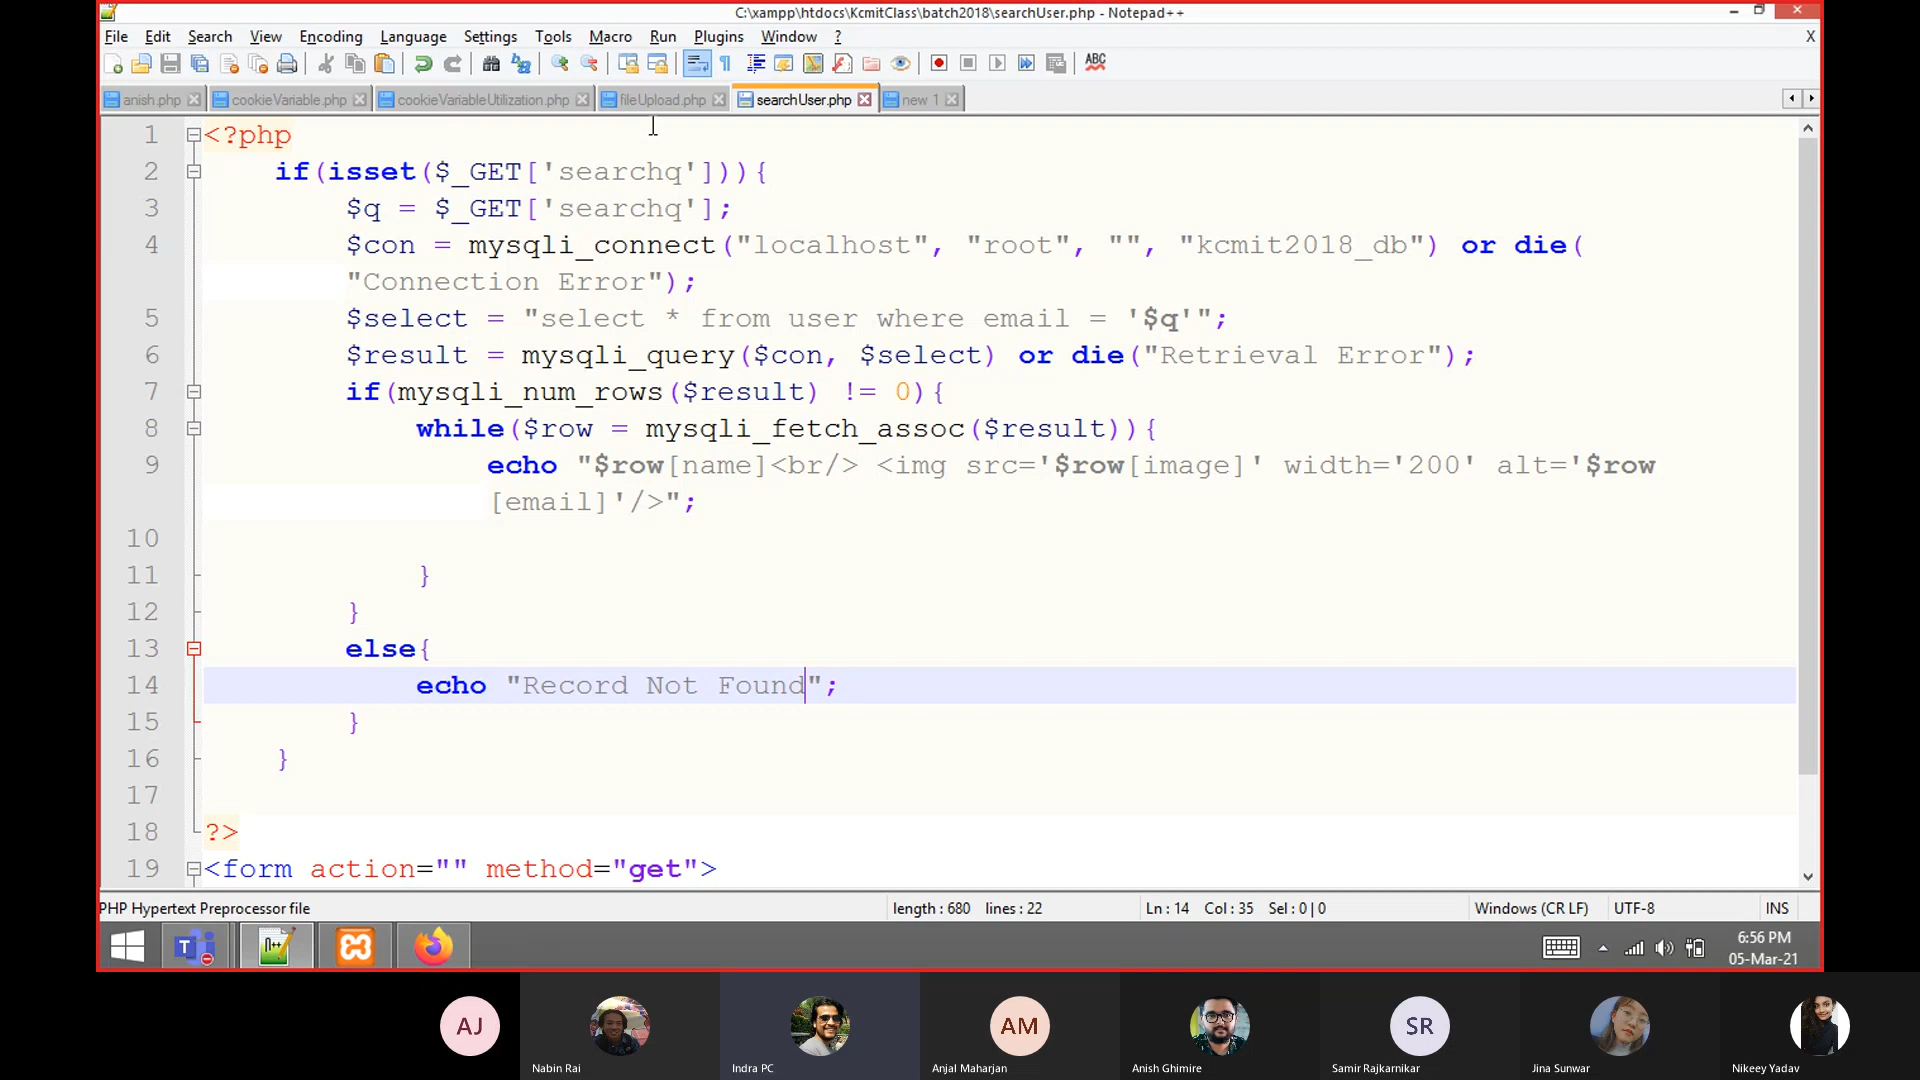 C:\xampp\htdocs\KcmitClass\batch2018\searchUser.php - Notepad++
File Edit Search View Encoding Language Settings Tools Macro Run Plugins Window ? X
ABC
anish.php cookieVariable.php cookieVariableUtilization.php fileUpload.php searchUser.php new 1
1 <?php
2 if(isset($_GET['searchq'])){
3 $q = $_GET['searchq'];
4 $con = mysqli_connect("localhost", "root", "", "kcmit2018_db") or die(
"Connection Error");
5 $select = "select * from user where email = '$q'";
6 $result = mysqli_query($con, $select) or die("Retrieval Error");
7 if(mysqli_num_rows($result) != 0){
8 while($row = mysqli_fetch_assoc($result)){
9 echo "$row[name]<br/> <img src='$row[image]' width='200' alt='$row
[email]'/>";
10
11 }
12 }
13 else{
14 echo "Record Not Found";
15 }
16 }
17
18 ?>
19 <form action="" method="get">
PHP Hypertext Preprocessor file length : 680 lines : 22 Ln : 14 Col : 35 Sel : 0 | 0 Windows (CR LF) UTF-8 INS
6:56 PM
05-Mar-21
AJ AM SR
Nabin Rai Indra PC Anjal Maharjan Anish Ghimire Samir Rajkarnikar Jina Sunwar Nikeey Yadav